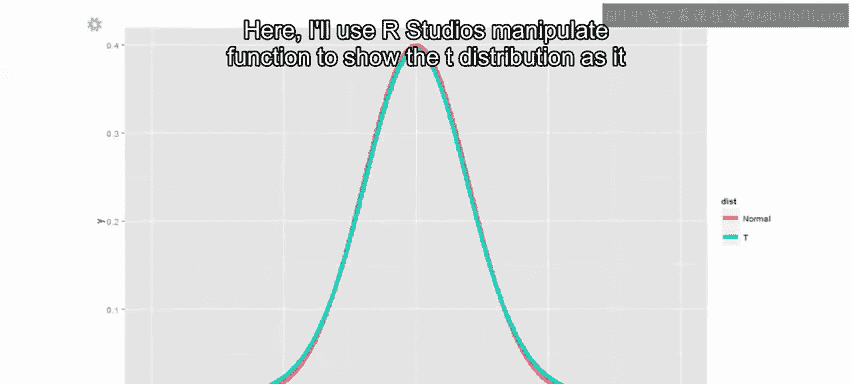 Here, I'll use R Studios manipulate
function to show the t distribution as it
0.4
0.3
0.2
0.1
y
dist
Normal
T